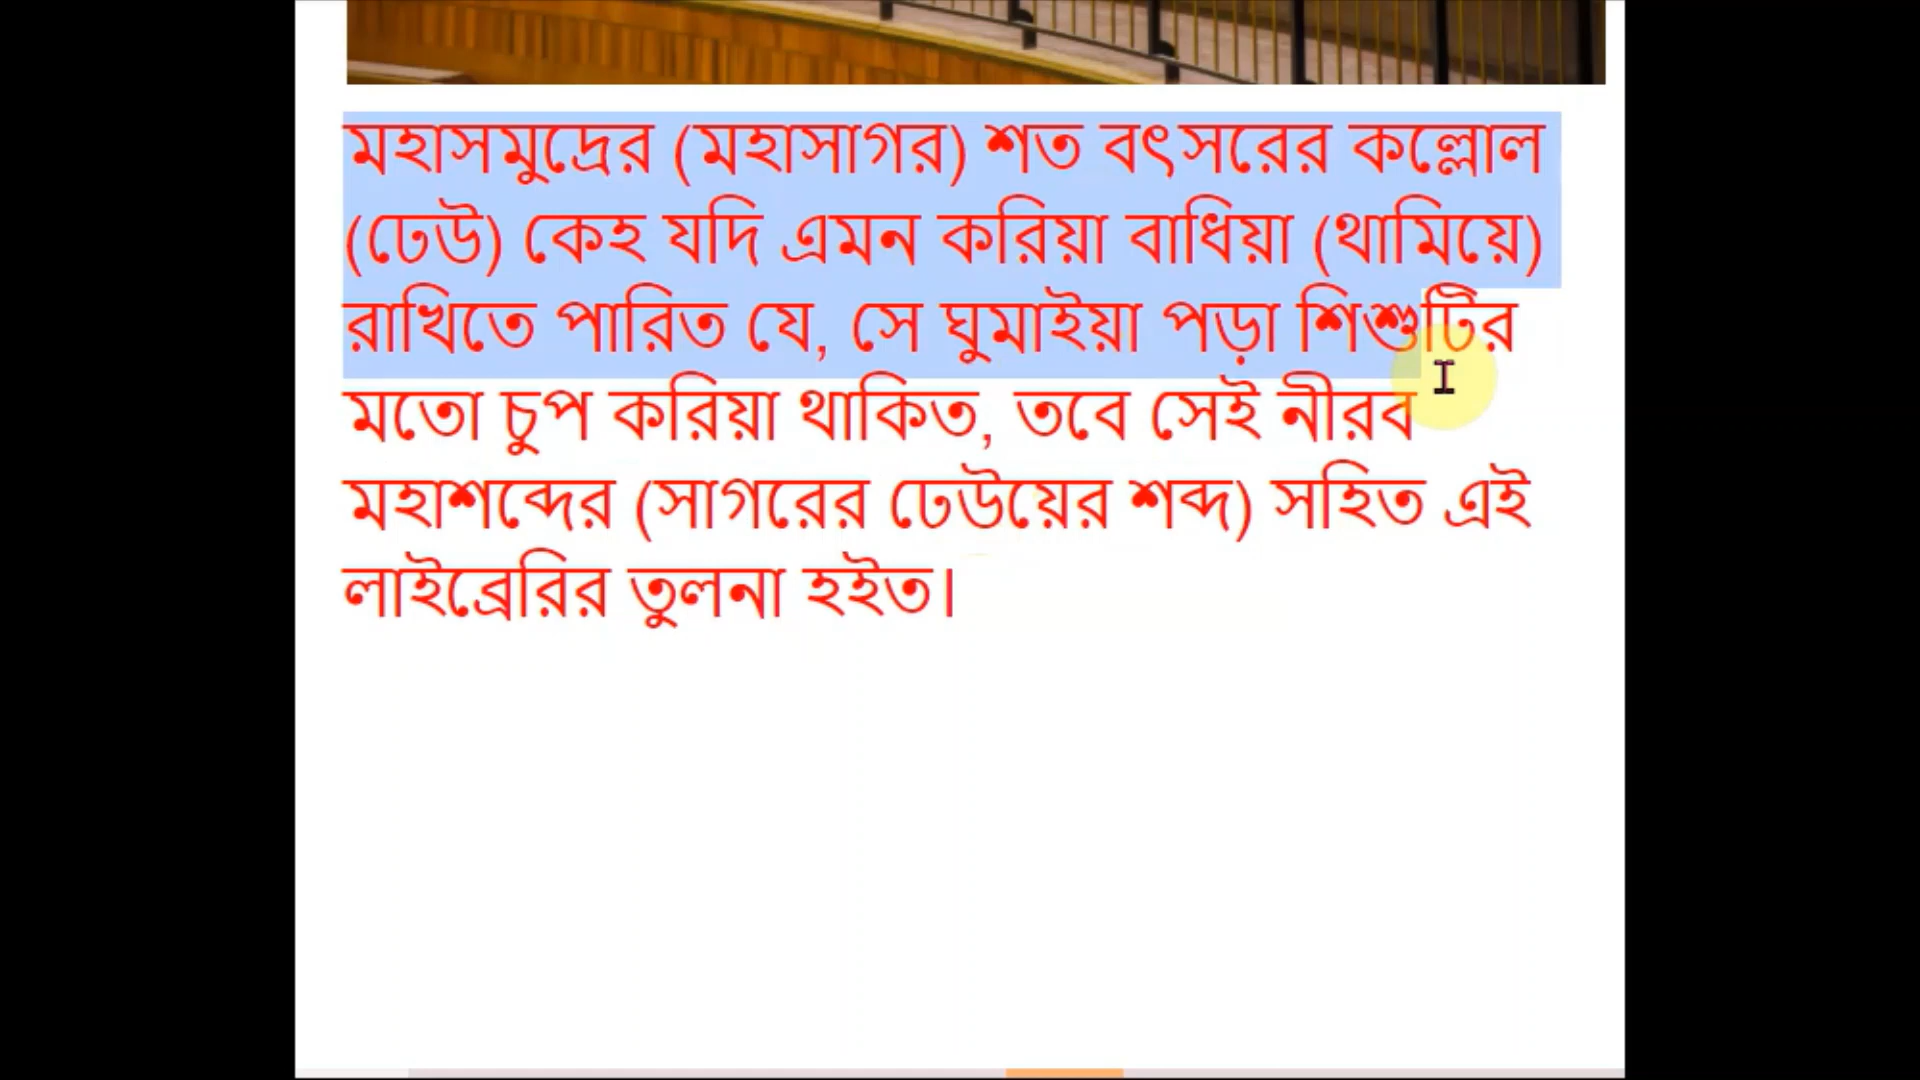 মহাসমুদ্রের (মহাসাগর) শত বৎসরের কল্লোল
(ঢেউ) কেহ যদি এমন করিয়া বাধিয়া (থামিয়ে)
রাখিতে পারিত যে, সে ঘুমাইয়া পড়া শিশুটির
মতো চুপ করিয়া থাকিত, তবে সেই নীরব
মহাশব্দের (সাগরের ঢেউয়ের শব্দ) সহিত এই
লাইব্রেরির তুলনা হইত।